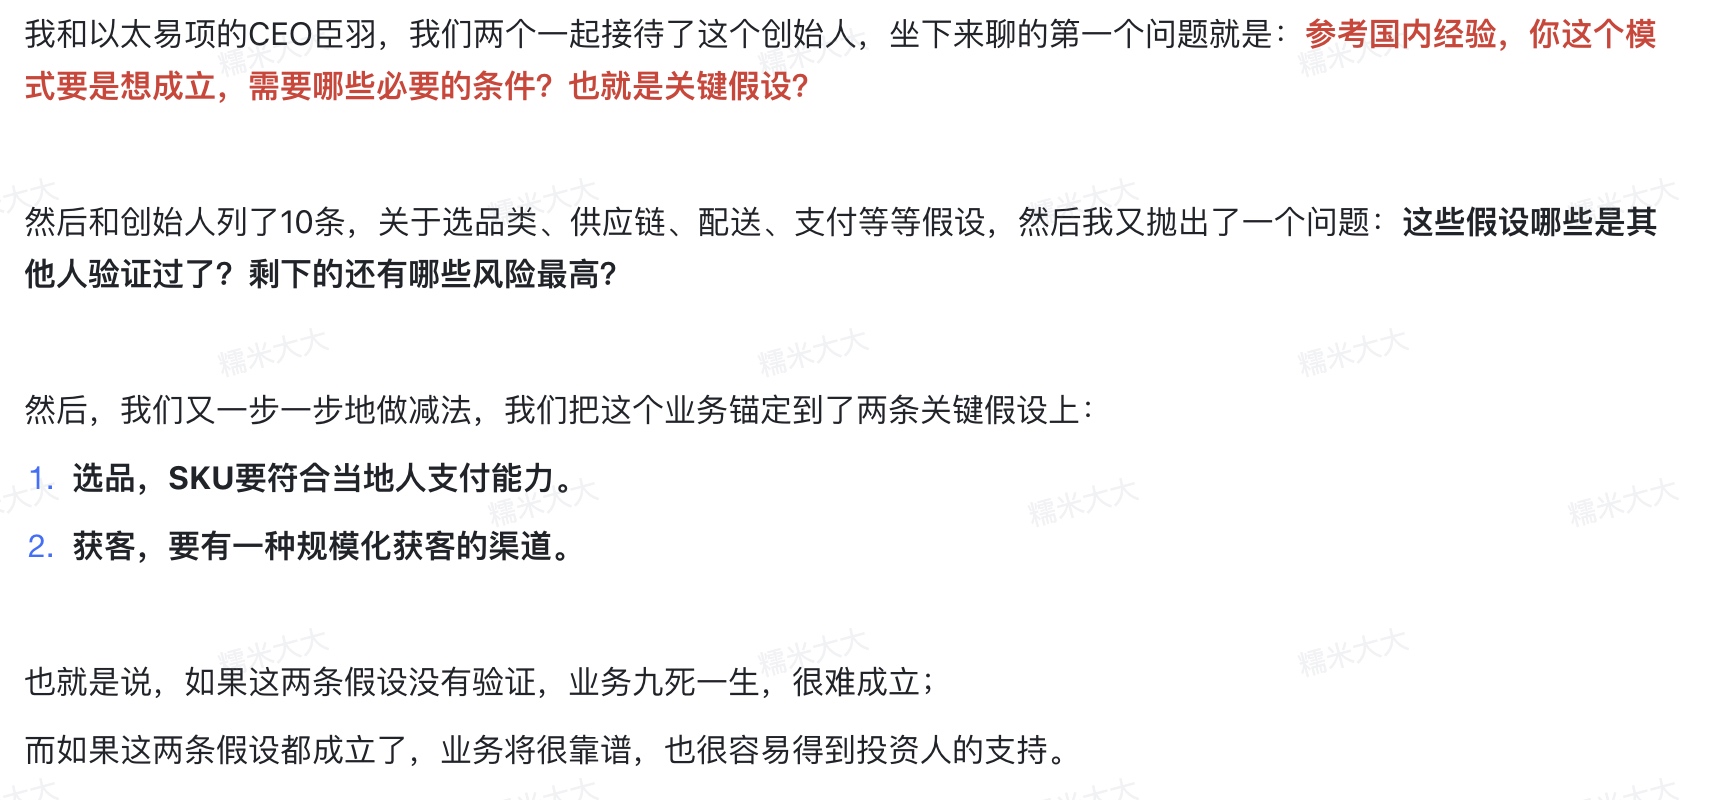 我和以太易项的CEO臣羽，我们两个一起接待了这个创始人，坐下来聊的第一个问题就是：参考国内经验，你这个模
式要是想成立，需要哪些必要的条件？也就是关键假设？
然后和创始人列了10条，关于选品类、供应链、配送、支付等等假设，然后我又抛出了一个问题：这些假设哪些是其
他人验证过了？剩下的还有哪些风险最高？
然后，我们又一步一步地做减法，我们把这个业务锚定到了两条关键假设上：
1. 选品，SKU要符合当地人支付能力。
2. 获客，要有一种规模化获客的渠道。
也就是说，如果这两条假设没有验证，业务九死一生，很难成立；
而如果这两条假设都成立了，业务将很靠谱，也很容易得到投资人的支持。
糯米大大